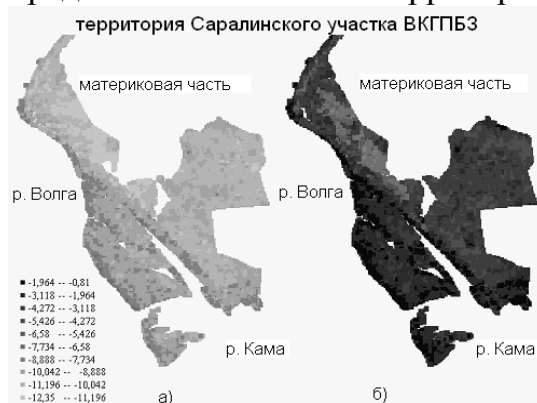 территория Саралинского участка ВКГПБЗ
материковая часть
материковая часть
р. Волга
р. Волга
-1,964 -- -0,81
-3,118 -- -1,964
-4,272 -- -3,118
-5,426 -- -4,272
-6,58 -- -5,426
-7,734 -- -6,58
-8,888 -- -7,734
-10,042 -- -8,888
-11,196 -- -10,042
-12,35 -- -11,196
р. Кама
р. Кама
а)
б)